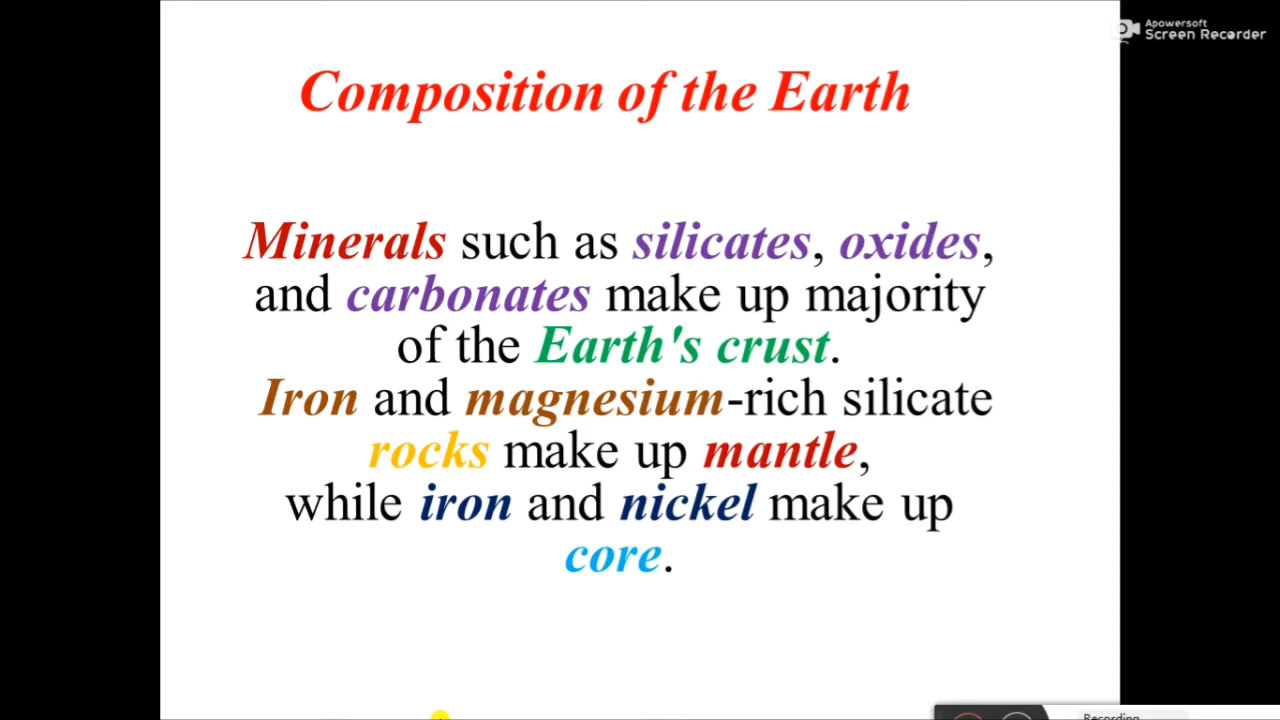 Apowersoft
Screen Recorder
Composition of the Earth
Minerals such as silicates, oxides,
and carbonates make up majority
of the Earth's crust.
Iron and magnesium-rich silicate
rocks make up mantle,
while iron and nickel make up
core.
Recording